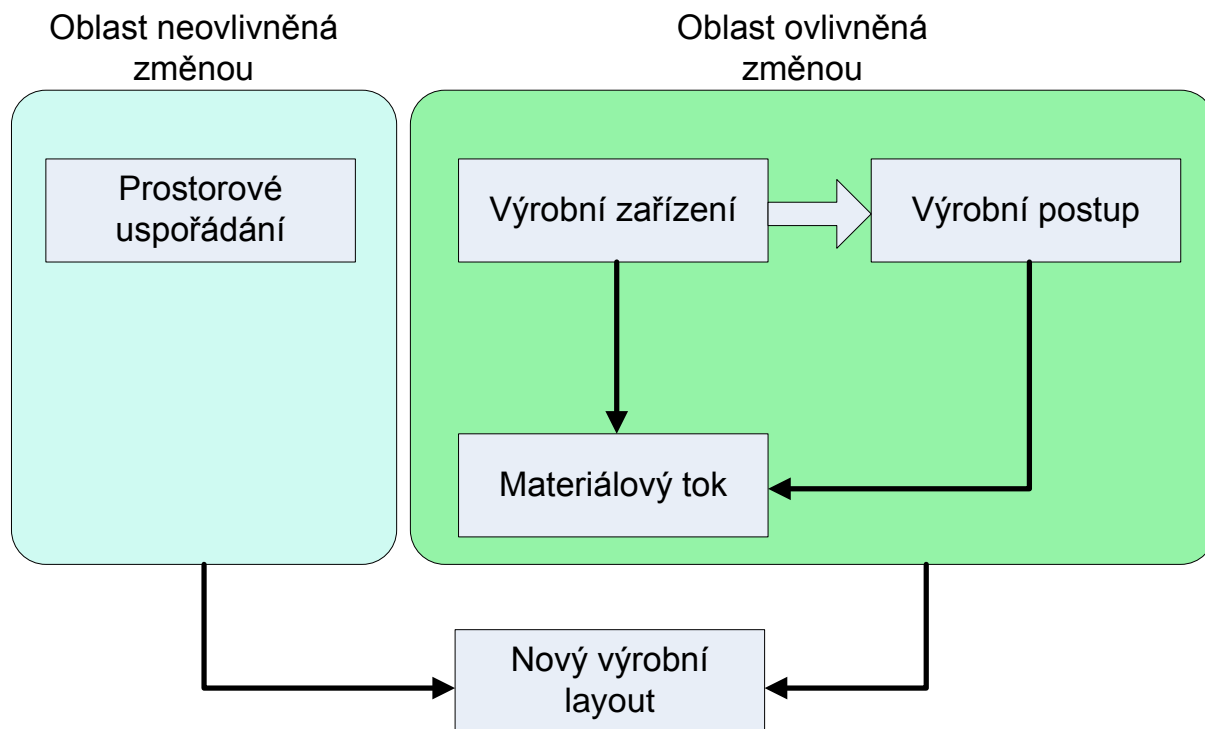 Oblast neovlivněná
změnou
Oblast ovlivněná
změnou
Prostorové
uspořádání
Výrobní zařízení
Výrobní postup
Materiálový tok
Nový výrobní
layout